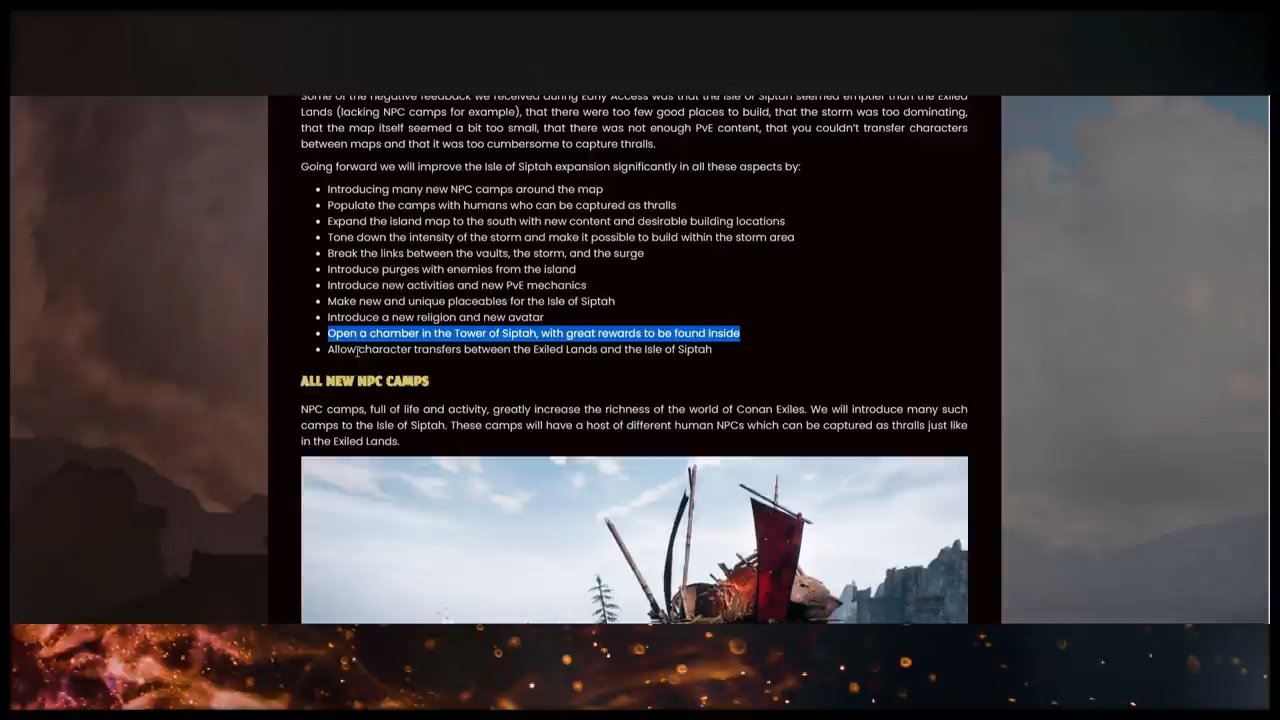 Some of the negative feedback we received during Early Access was that the Isle of Siptah seemed emptier than the Exiled
Lands (lacking NPC camps for example), that there were too few good places to build, that the storm was too dominating,
that the map itself seemed a bit too small, that there was not enough PvE content, that you couldn't transfer characters
between maps and that it was too cumbersome to capture thralls.
Going forward we will improve the Isle of Siptah expansion significantly in all these aspects by:
• Introducing many new NPC camps around the map
• Populate the camps with humans who can be captured as thralls
• Expand the island map to the south with new content and desirable building locations
• Tone down the intensity of the storm and make it possible to build within the storm area
• Break the links between the vaults, the storm, and the surge
• Introduce purges with enemies from the island
• Introduce new activities and new PvE mechanics
• Make new and unique placeables for the Isle of Siptah
• Introduce a new religion and new avatar
• Open a chamber in the Tower of Siptah, with great rewards to be found inside
• Allow character transfers between the Exiled Lands and the Isle of Siptah
ALL NEW NPC CAMPS
NPC camps, full of life and activity, greatly increase the richness of the world of Conan Exiles. We will introduce many such
camps to the Isle of Siptah. These camps will have a host of different human NPCs which can be captured as thralls just like
in the Exiled Lands.